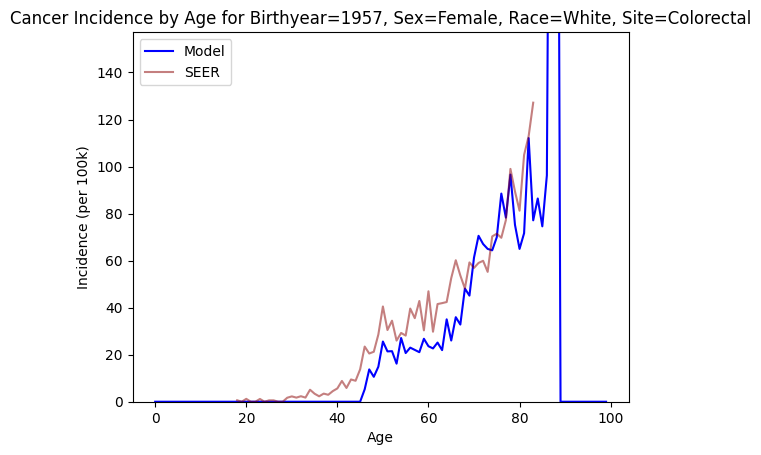 Cancer Incidence by Age for Birthyear=1957, Sex=Female, Race=White, Site=Colorectal
Model
SEER
140
120
100
80
60
40
20
0
Incidence (per 100k)
0 20 40 60 80 100
Age